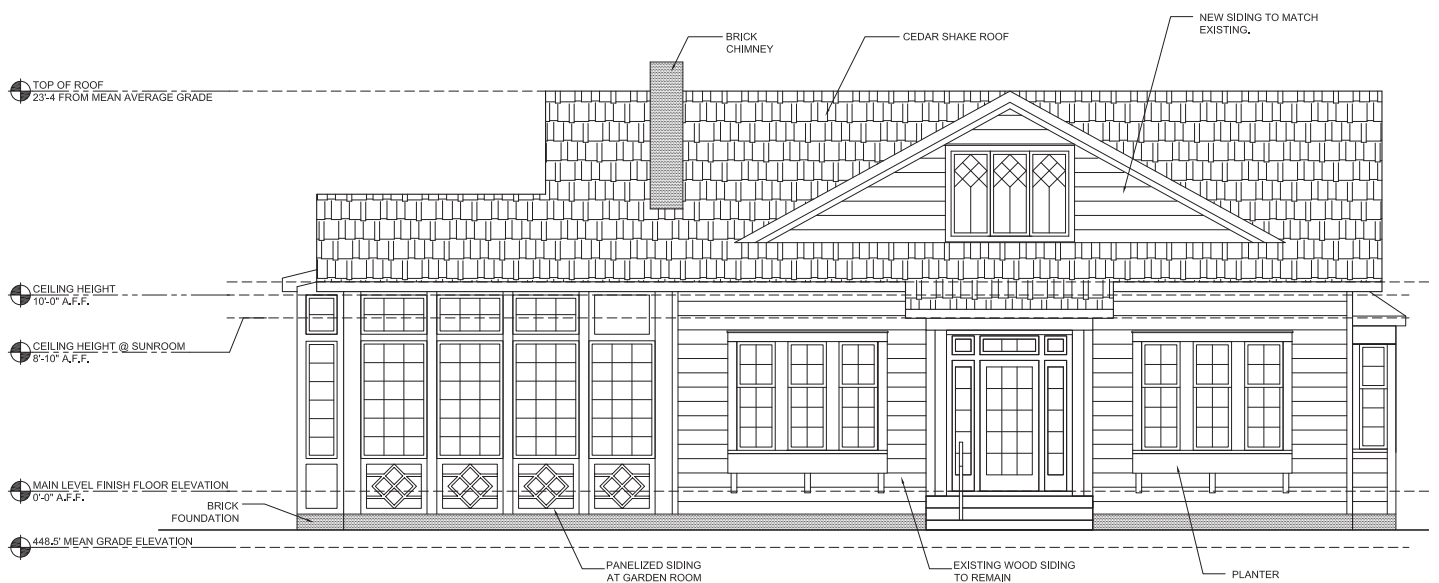 NEW SIDING TO MATCH
EXISTING.
BRICK
CHIMNEY
CEDAR SHAKE ROOF
TOP OF ROOF
23'-4 FROM MEAN AVERAGE GRADE
CEILING HEIGHT
10'-0" A.F.F.
CEILING HEIGHT @ SUNROOM
8'-10" A.F.F.
MAIN LEVEL FINISH FLOOR ELEVATION
0'-0" A.F.F.
BRICK
FOUNDATION
448.5' MEAN GRADE ELEVATION
PANELIZED SIDING
AT GARDEN ROOM
EXISTING WOOD SIDING
TO REMAIN
PLANTER